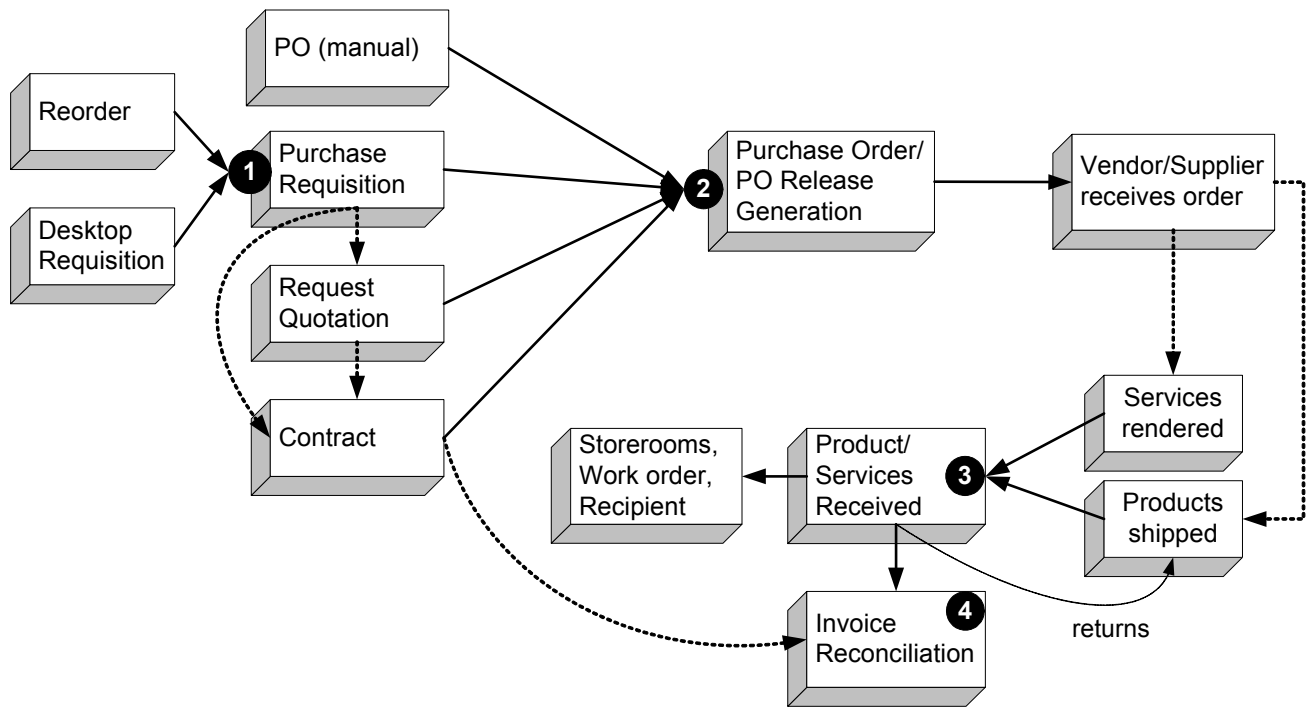 PO (manual)
Reorder
1
Purchase
Requisition
Desktop
Requisition
Request
Quotation
Contract
2
Purchase Order/
PO Release
Generation
Vendor/Supplier
receives order
Services
rendered
Products
shipped
Storerooms,
Work order,
Recipient
Product/
Services
Received
3
returns
Invoice
Reconciliation
4